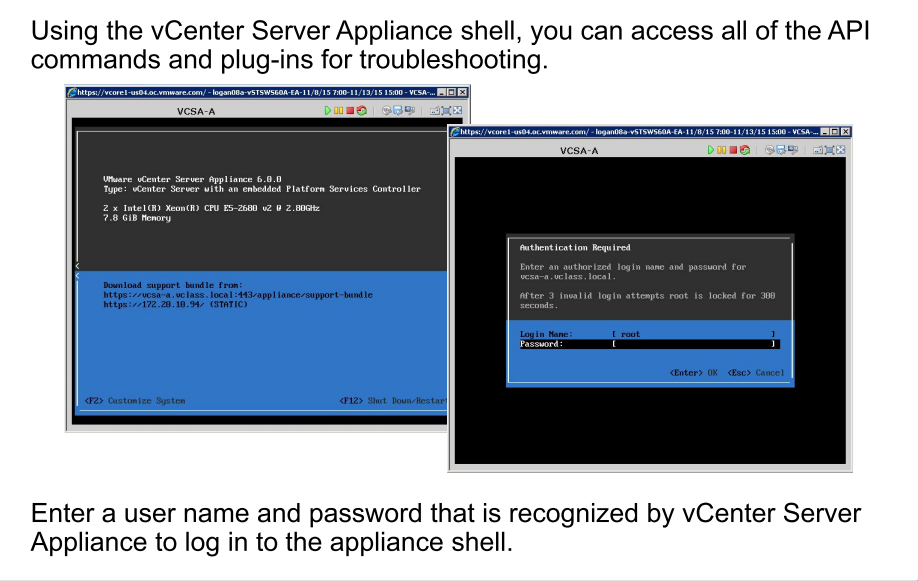 Using the vCenter Server Appliance shell, you can access all of the API
commands and plug-ins for troubleshooting.
https://vcore1-us04.oc.vmware.com/ - logan08a-vSTSWS60A-EA-11/8/15 7:00-11/13/15 15:00 - VCSA-...
VCSA-A
VMware vCenter Server Appliance 6.0.0
Type: vCenter Server with an embedded Platform Services Controller
2 x Intel(R) Xeon(R) CPU E5-2680 v2 @ 2.80GHz
7.8 GiB Memory
Download support bundle from:
https://vcsa-a.vclass.local:443/appliance/support-bundle
https://172.20.10.94/ (STATIC)
<F2> Customize System
<F12> Shut Down/Restar
https://vcore1-us04.oc.vmware.com/ - logan08a-vSTSWS60A-EA-11/8/15 7:00-11/13/15 15:00 - VCSA-...
VCSA-A
Authentication Required
Enter an authorized login name and password for
vcsa-a.vclass.local.
After 3 invalid login attempts root is locked for 300
seconds.
Login Name: [ root ]
Password: [ ]
<Enter> OK <Esc> Cancel
Enter a user name and password that is recognized by vCenter Server
Appliance to log in to the appliance shell.